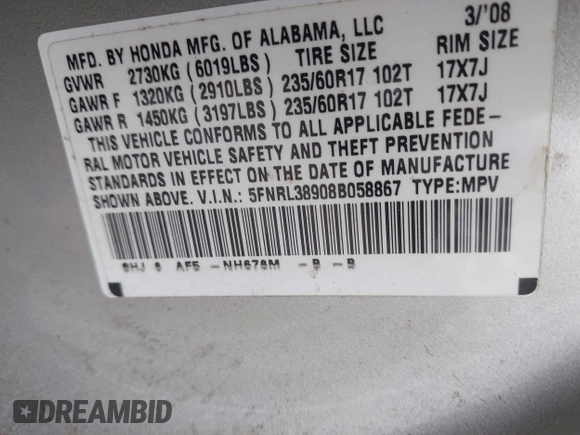 MFD. BY HONDA MFG. OF ALABAMA, LLC 3/'08
GVWR 2730KG (6019LBS) TIRE SIZE RIM SIZE
GAWR F 1320KG (2910LBS) 235/60R17 102T 17X7J
GAWR R 1450KG (3197LBS) 235/60R17 102T 17X7J
THIS VEHICLE CONFORMS TO ALL APPLICABLE FEDE-
RAL MOTOR VEHICLE SAFETY AND THEFT PREVENTION
STANDARDS IN EFFECT ON THE DATE OF MANUFACTURE
SHOWN ABOVE. V.I.N.: 5FNRL38908B058867 TYPE:MPV
AF5 -NH678M -B -B
DREAMBID